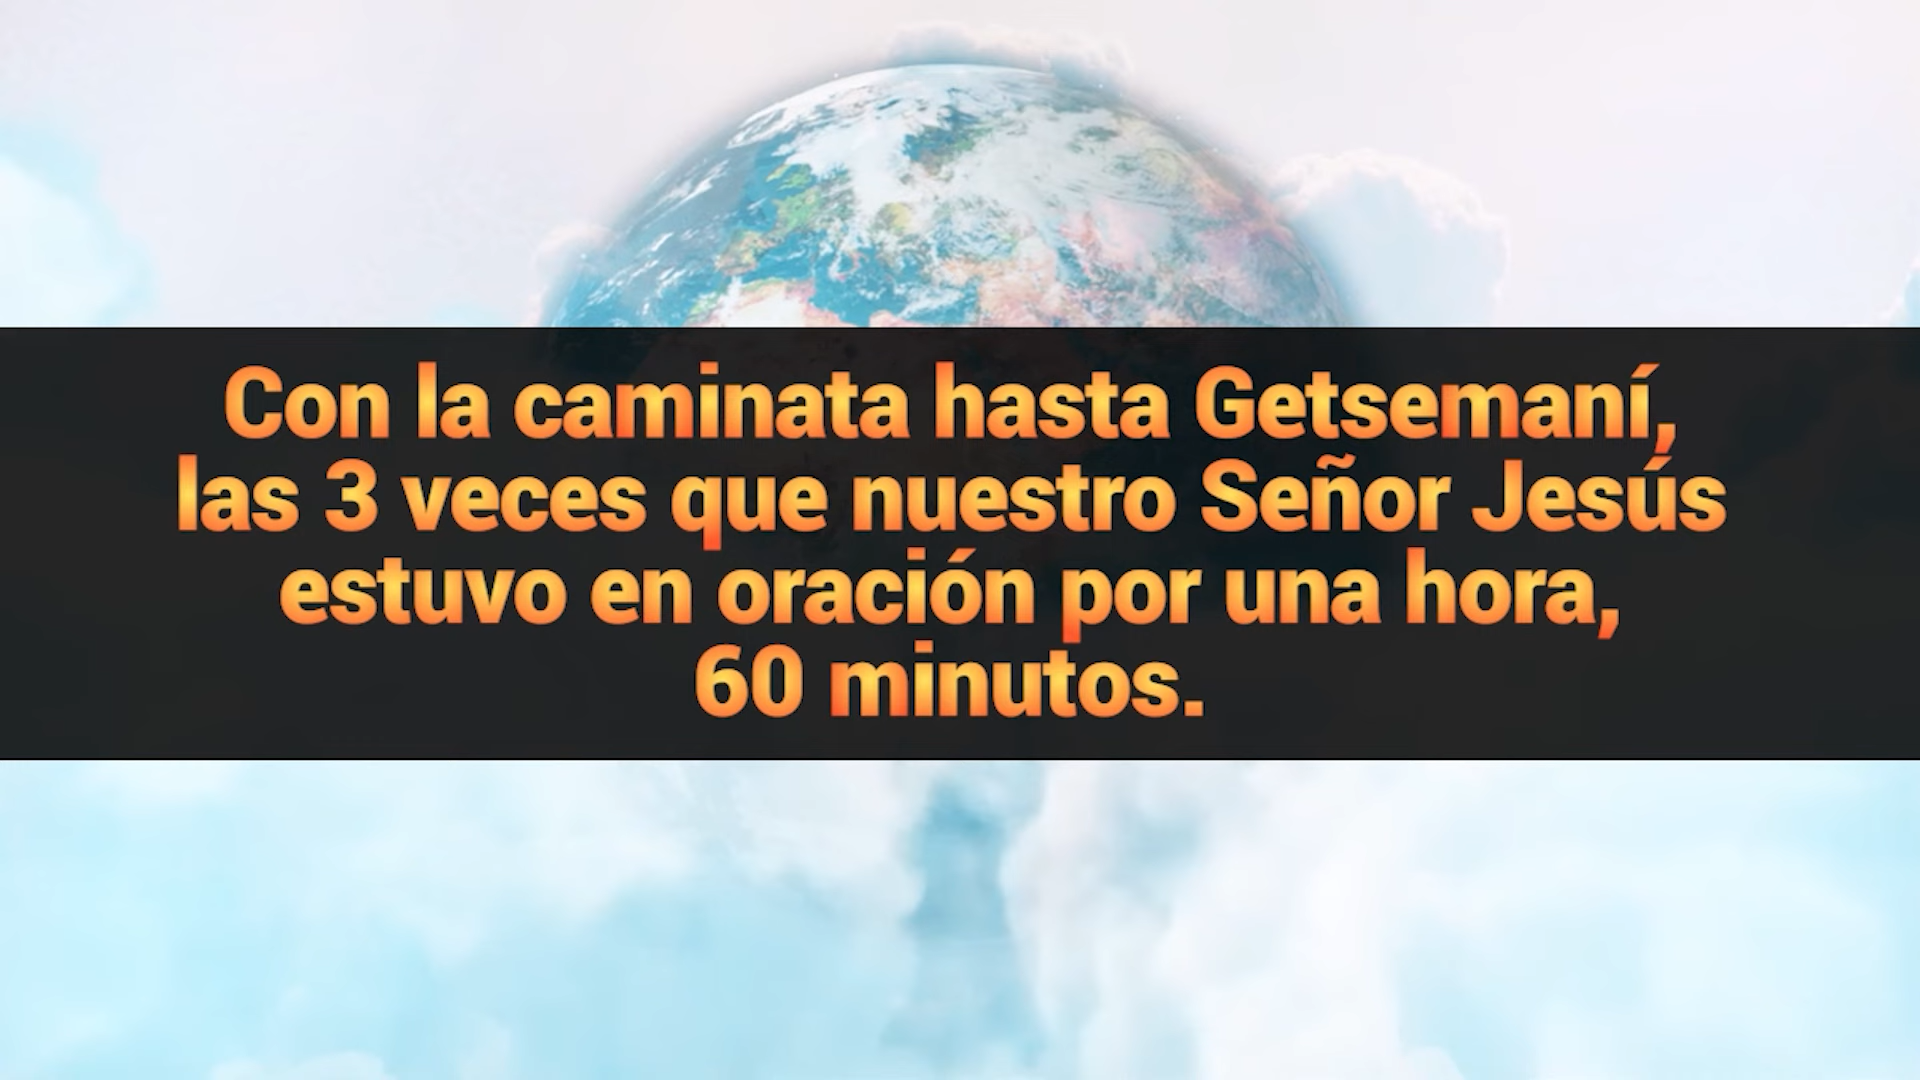 Con la caminata hasta Getsemaní,
las 3 veces que nuestro Señor Jesús
estuvo en oración por una hora,
60 minutos.